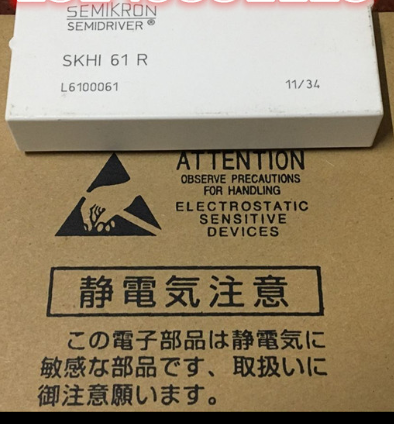 SEMIKRON
SEMIDRIVER ®
SKHI 61 R
L6100061 11/34
ATTENTION
OBSERVE PRECAUTIONS
FOR HANDLING
ELECTROSTATIC
SENSITIVE
DEVICES
静電気注意
この電子部品は静電気に
敏感な部品です、取扱いに
御注意願います。